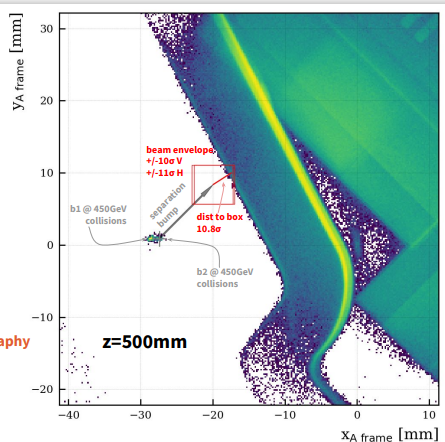 y_A frame [mm]
30
20
10
0
−10
−20
beam envelope,
+/-10σ V
+/-11σ H
separation
bump
b1 @ 450GeV
collisions
dist to box
10.8σ
b2 @ 450GeV
collisions
aphy
z=500mm
−40 −30 −20 −10 0 10
x_A frame [mm]